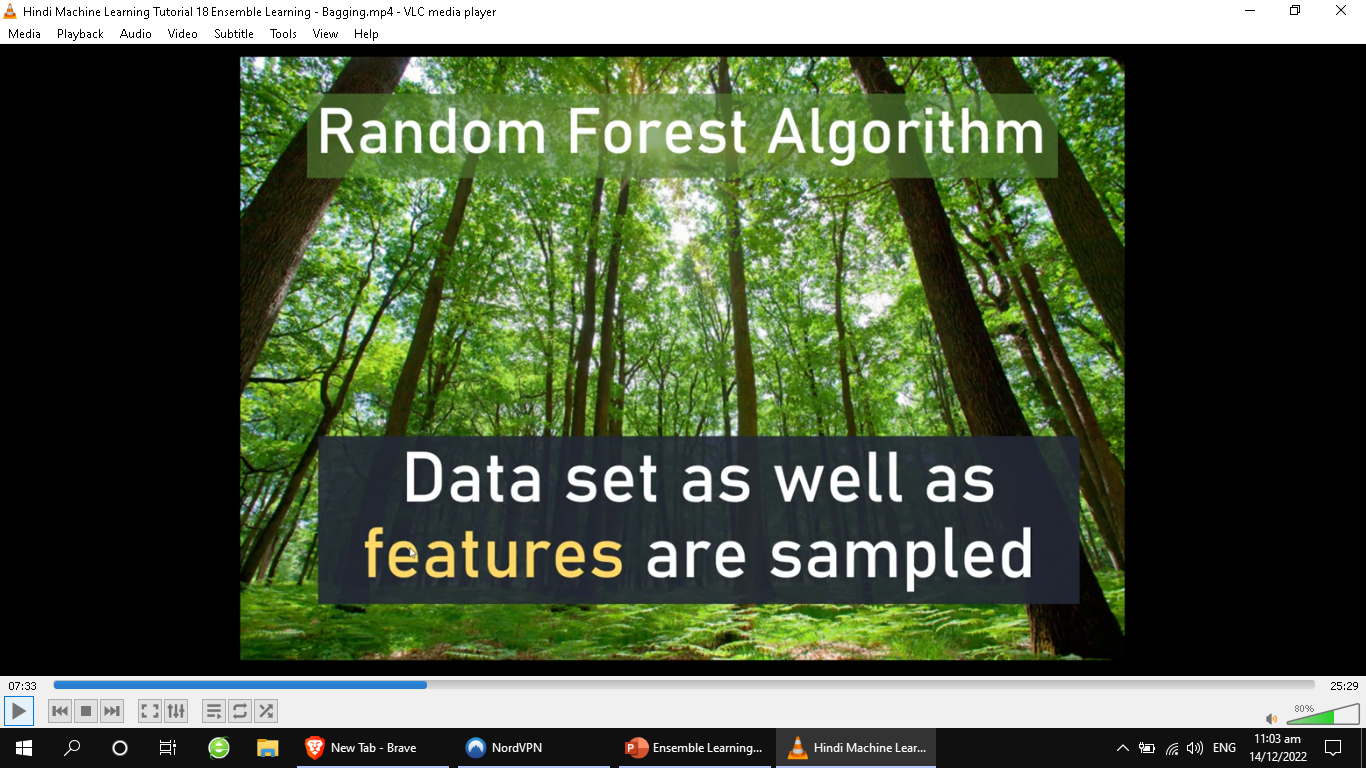 Hindi Machine Learning Tutorial 18 Ensemble Learning - Bagging.mp4 - VLC media player
Media Playback Audio Video Subtitle Tools View Help
Random Forest Algorithm
Data set as well as
features are sampled
07:33 25:29
80%
New Tab - Brave NordVPN Ensemble Learning... Hindi Machine Lear... ENG 11:03 am
14/12/2022